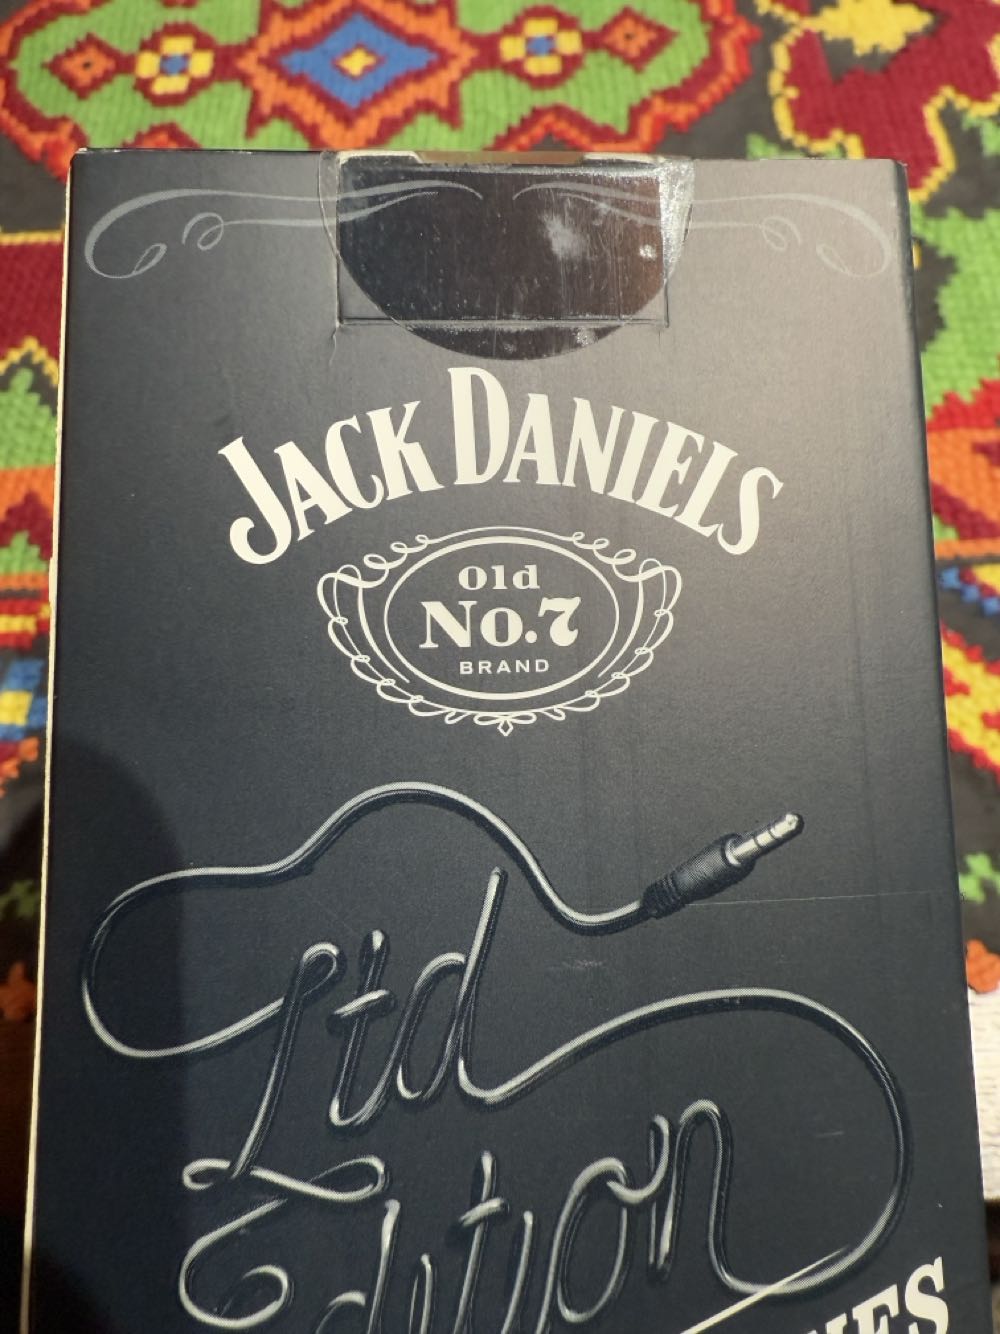 JACK DANIELS
Old
No.7
BRAND
Ltd
Edition